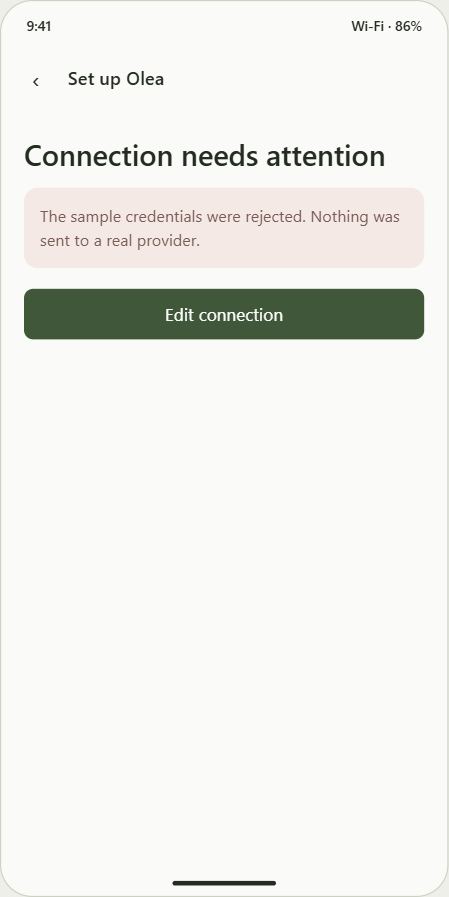 9:41
Wi-Fi · 86%
‹ Set up Olea
Connection needs attention
The sample credentials were rejected. Nothing was
sent to a real provider.
Edit connection